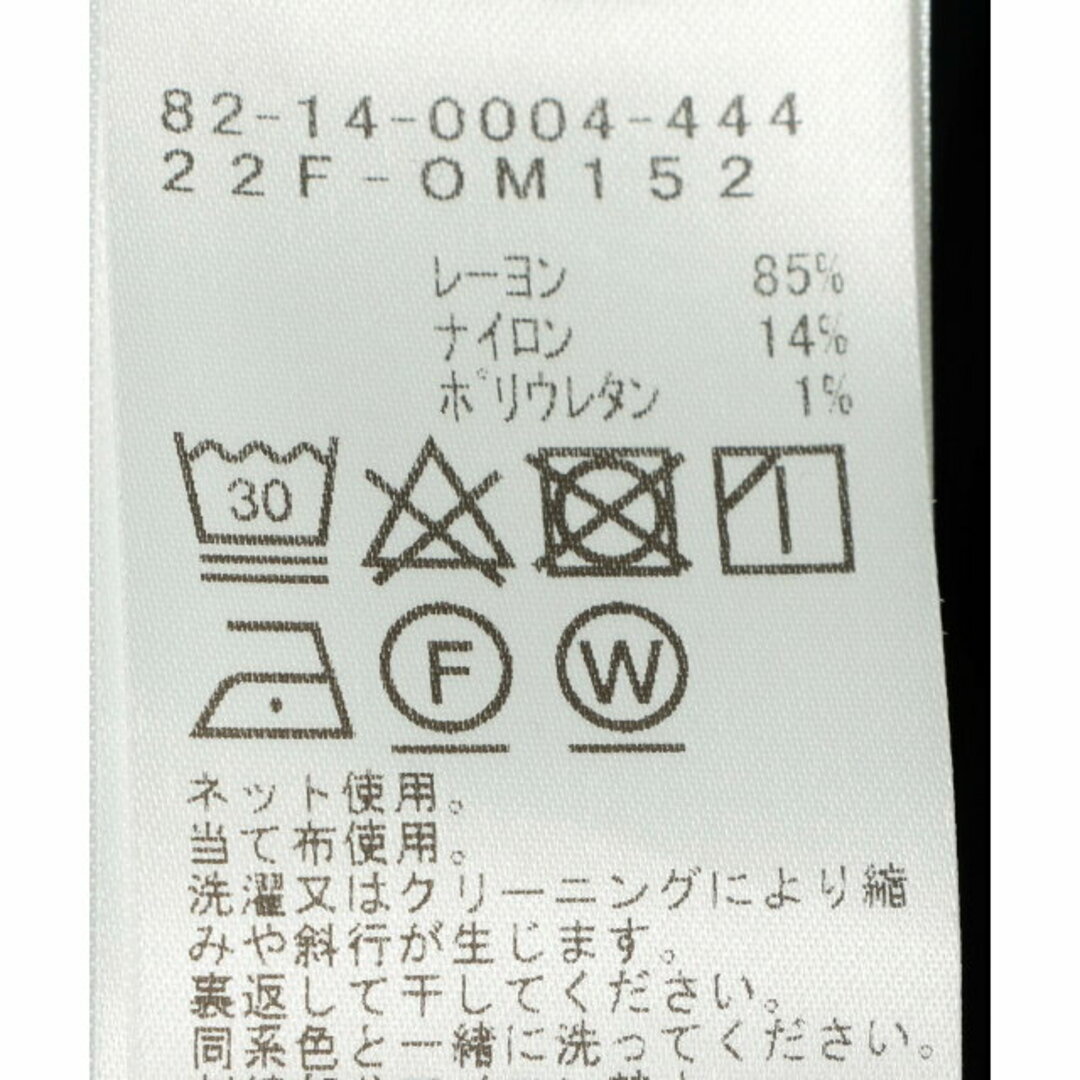 82-14-0004-444
22F-OM152
レーヨン 85%
ナイロン 14%
ポリウレタン 1%
30
F W
ネット使用。
当て布使用。
洗濯又はクリーニングにより縮
みや斜行が生じます。
裏返して干してください。
同系色と一緒に洗ってください。